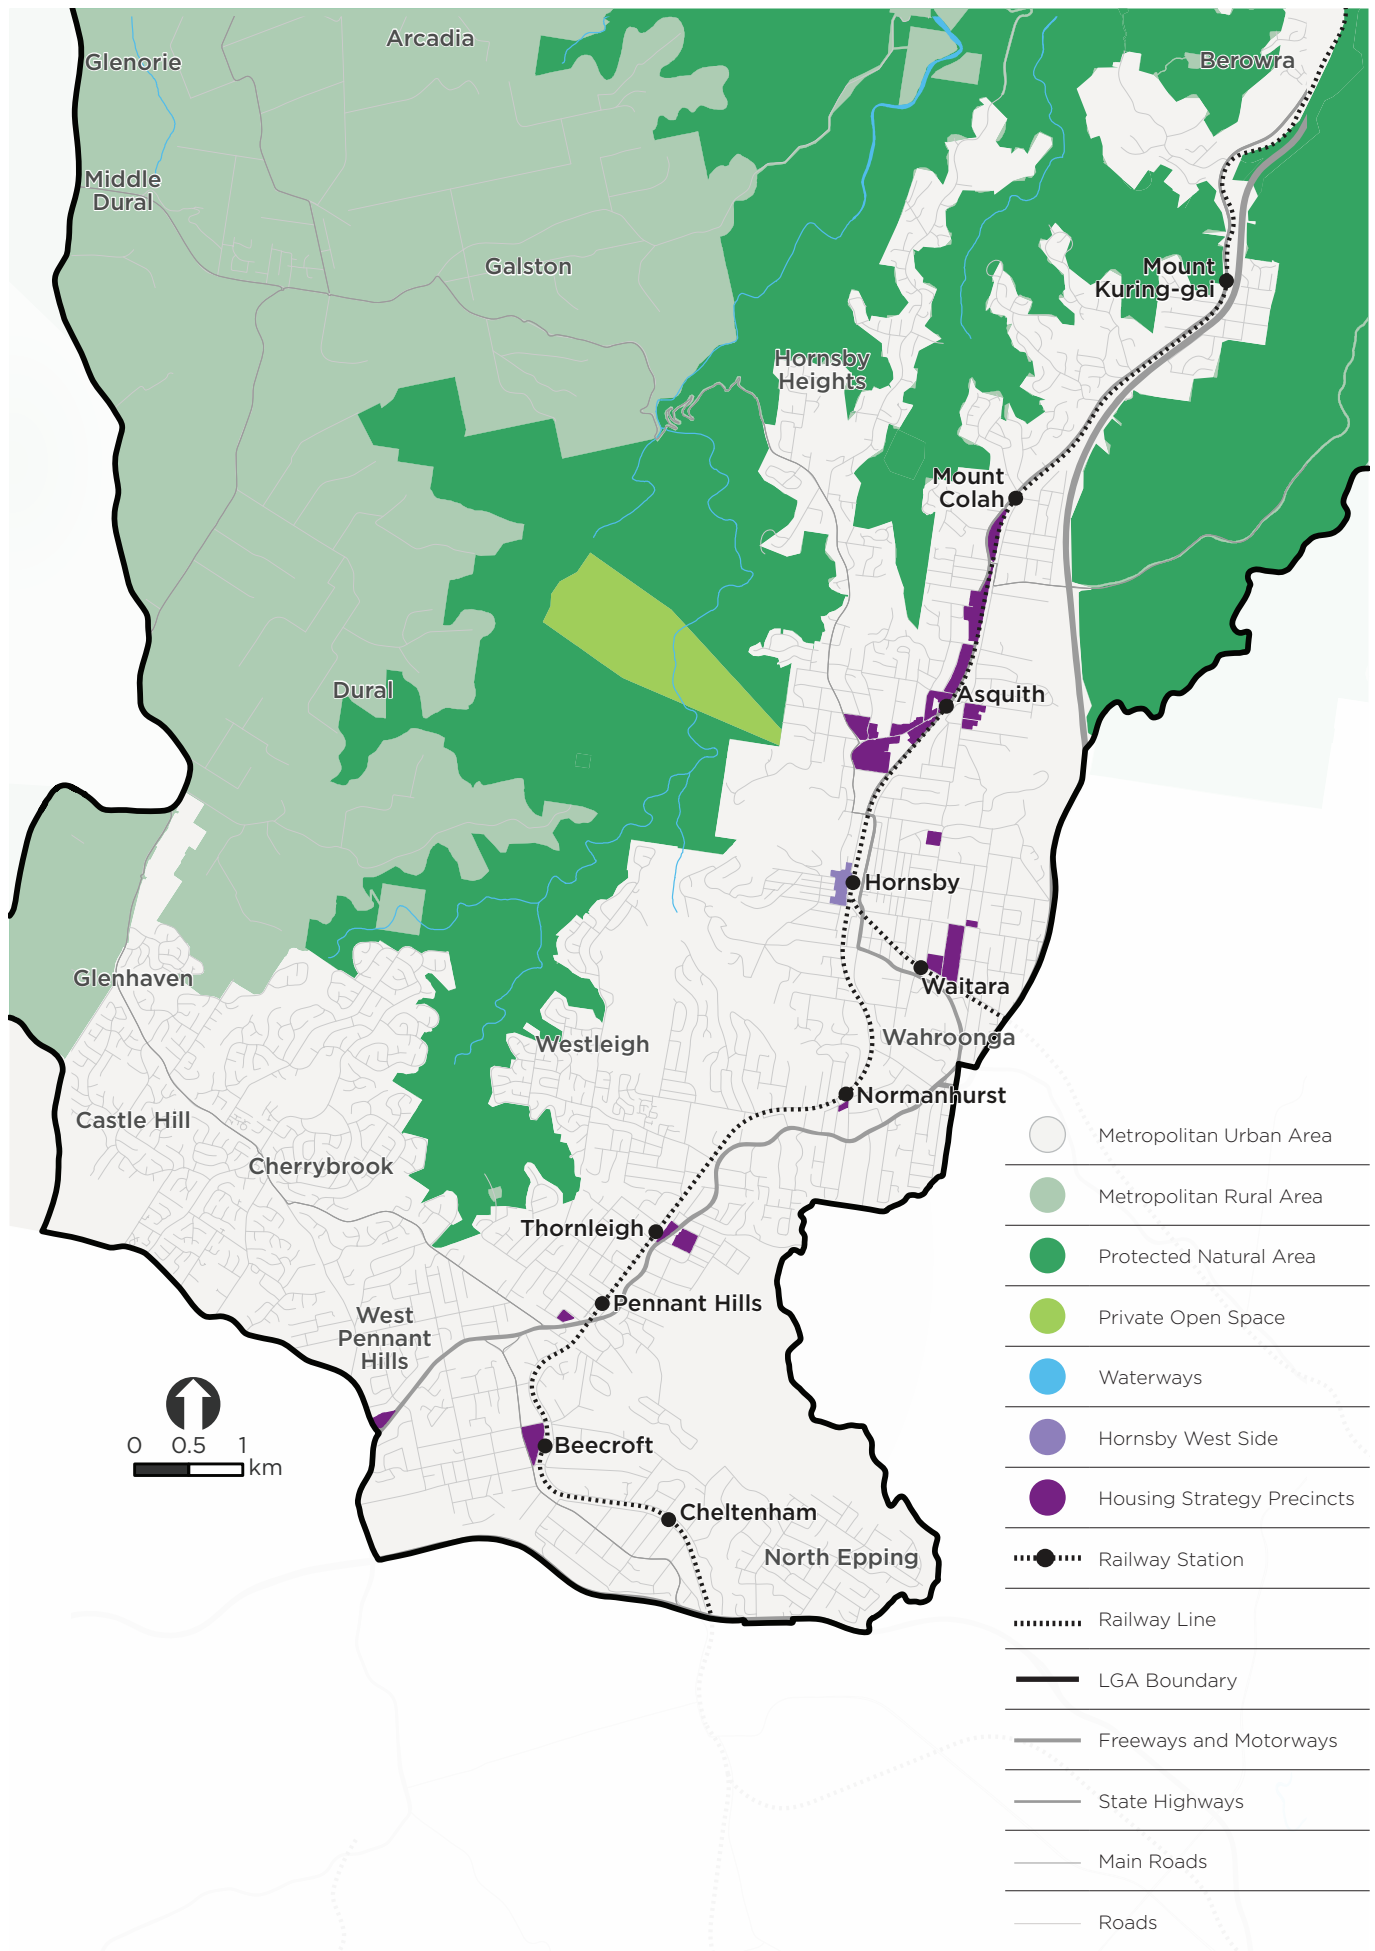 Arcadia
Glenorie
Berowra
Middle
Dural
Galston
Mount
Kuring-gai
Hornsby
Heights
Mount
Colah
Dural
Asquith
Hornsby
Glenhaven
Waitara
Westleigh
Wahroonga
Normanhurst
Castle Hill
Cherrybrook
Thornleigh
Pennant Hills
West
Pennant
Hills
Beecroft
Cheltenham
North Epping
0 0.5 1
km
Metropolitan Urban Area
Metropolitan Rural Area
Protected Natural Area
Private Open Space
Waterways
Hornsby West Side
Housing Strategy Precincts
Railway Station
Railway Line
LGA Boundary
Freeways and Motorways
State Highways
Main Roads
Roads